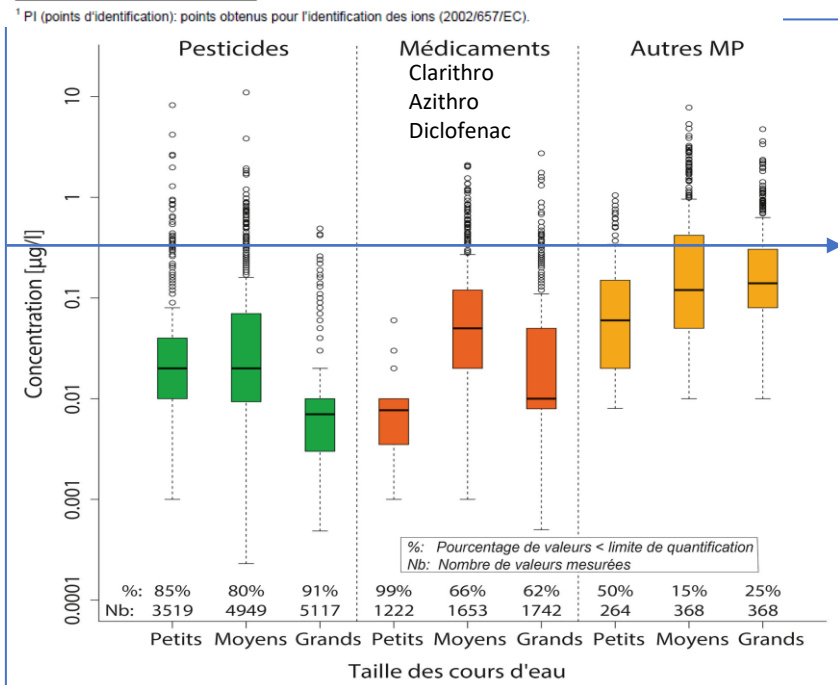 ¹ PI (points d'identification): points obtenus pour l'identification des ions (2002/657/EC).
Pesticides Médicaments Autres MP
Clarithro
Azithro
Diclofenac
Concentration [µg/l]
10
1
0.1
0.01
0.001
0.0001
%: Pourcentage de valeurs < limite de quantification
Nb: Nombre de valeurs mesurées
%: 85% 80% 91% 99% 66% 62% 50% 15% 25%
Nb: 3519 4949 5117 1222 1653 1742 264 368 368
Petits Moyens Grands Petits Moyens Grands Petits Moyens Grands
Taille des cours d'eau